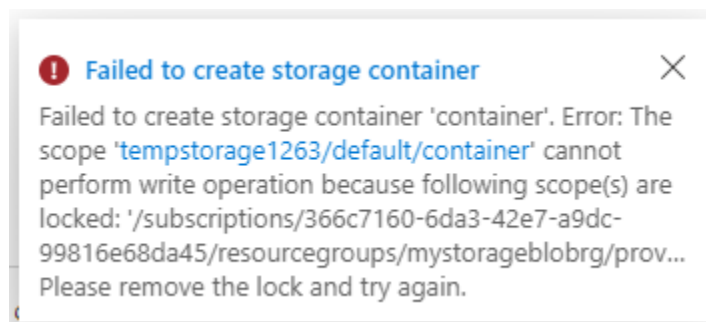 Failed to create storage container
Failed to create storage container 'container'. Error: The
scope 'tempstorage1263/default/container' cannot
perform write operation because following scope(s) are
locked: '/subscriptions/366c7160-6da3-42e7-a9dc-
99816e68da45/resourcegroups/mystorageblobrg/prov...
Please remove the lock and try again.